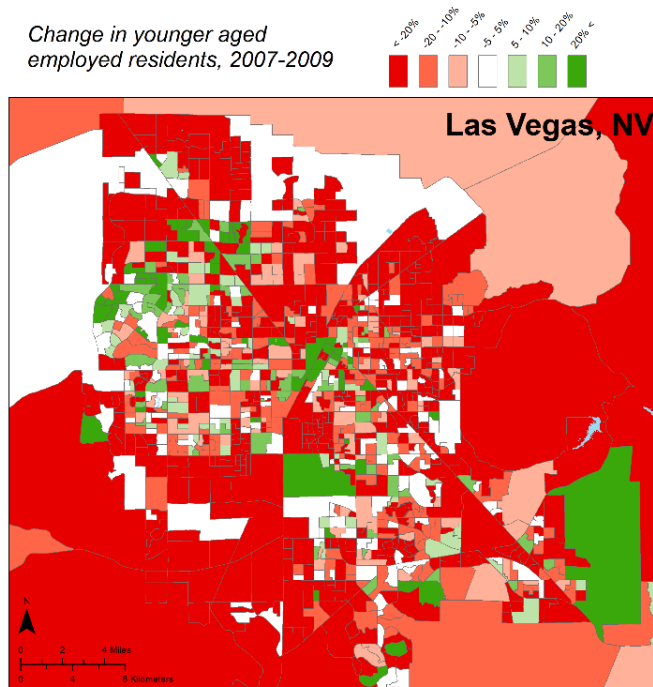 Change in younger aged
employed residents, 2007-2009
< -20%
-20 - -10%
-10 - -5%
-5 - 5%
5 - 10%
10 - 20%
20% <
Las Vegas, NV
N
0 2 4 Miles
0 4 8 Kilometers